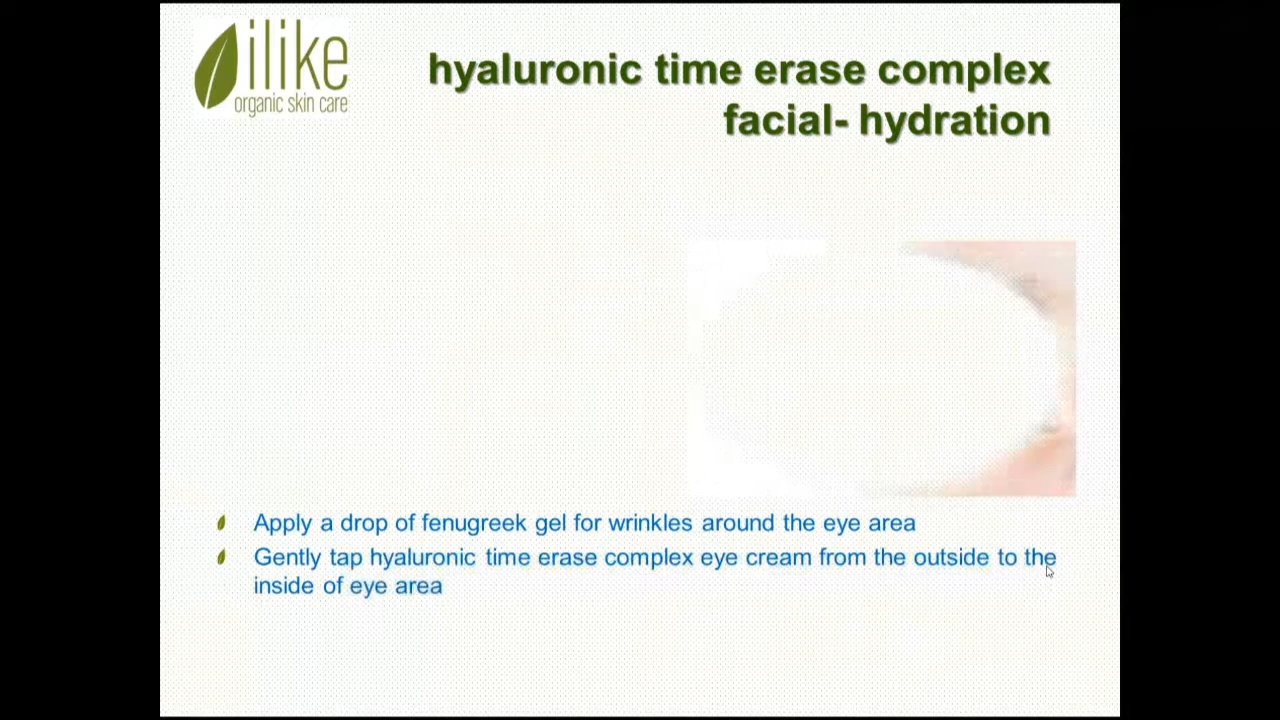 ilike
organic skin care
hyaluronic time erase complex
facial- hydration
Apply a drop of fenugreek gel for wrinkles around the eye area
Gently tap hyaluronic time erase complex eye cream from the outside to the
inside of eye area